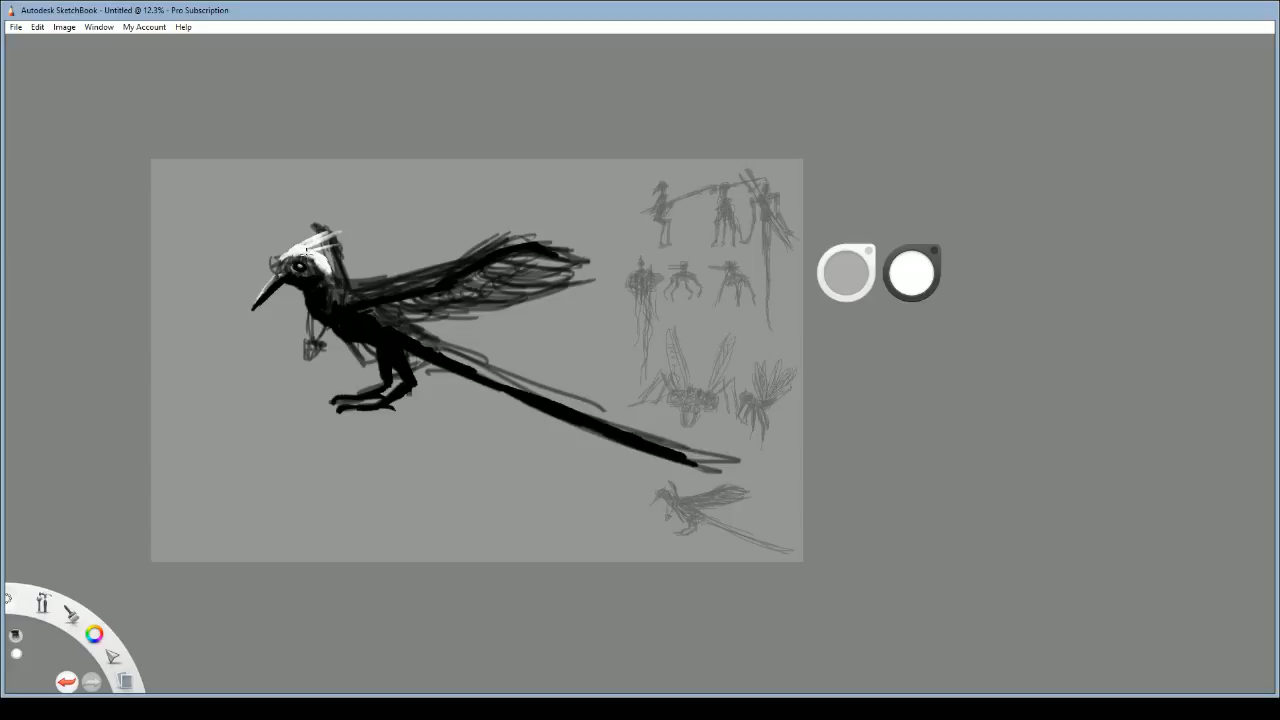 Autodesk SketchBook - Untitled @ 12.3% - Pro Subscription
File Edit Image Window My Account Help